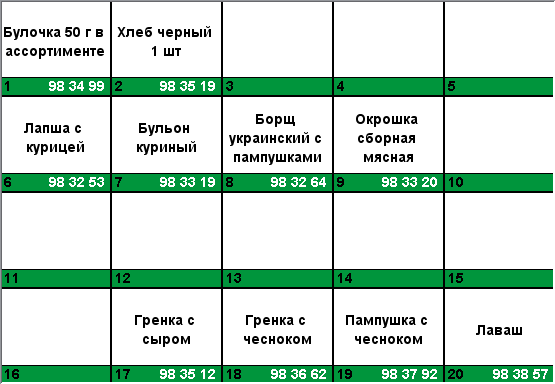 Булочка 50 г в
ассортименте
Хлеб черный
1 шт
1 98 34 99
2 98 35 19
3
4
5
Лапша с
курицей
Бульон
куриный
Борщ
украинский с
пампушками
Окрошка
сборная
мясная
6 98 32 53
7 98 33 19
8 98 32 64
9 98 33 20
10
11
12
13
14
15
Гренка с
сыром
Гренка с
чесноком
Пампушка с
чесноком
Лаваш
16
17 98 35 12
18 98 36 62
19 98 37 92
20 98 38 57